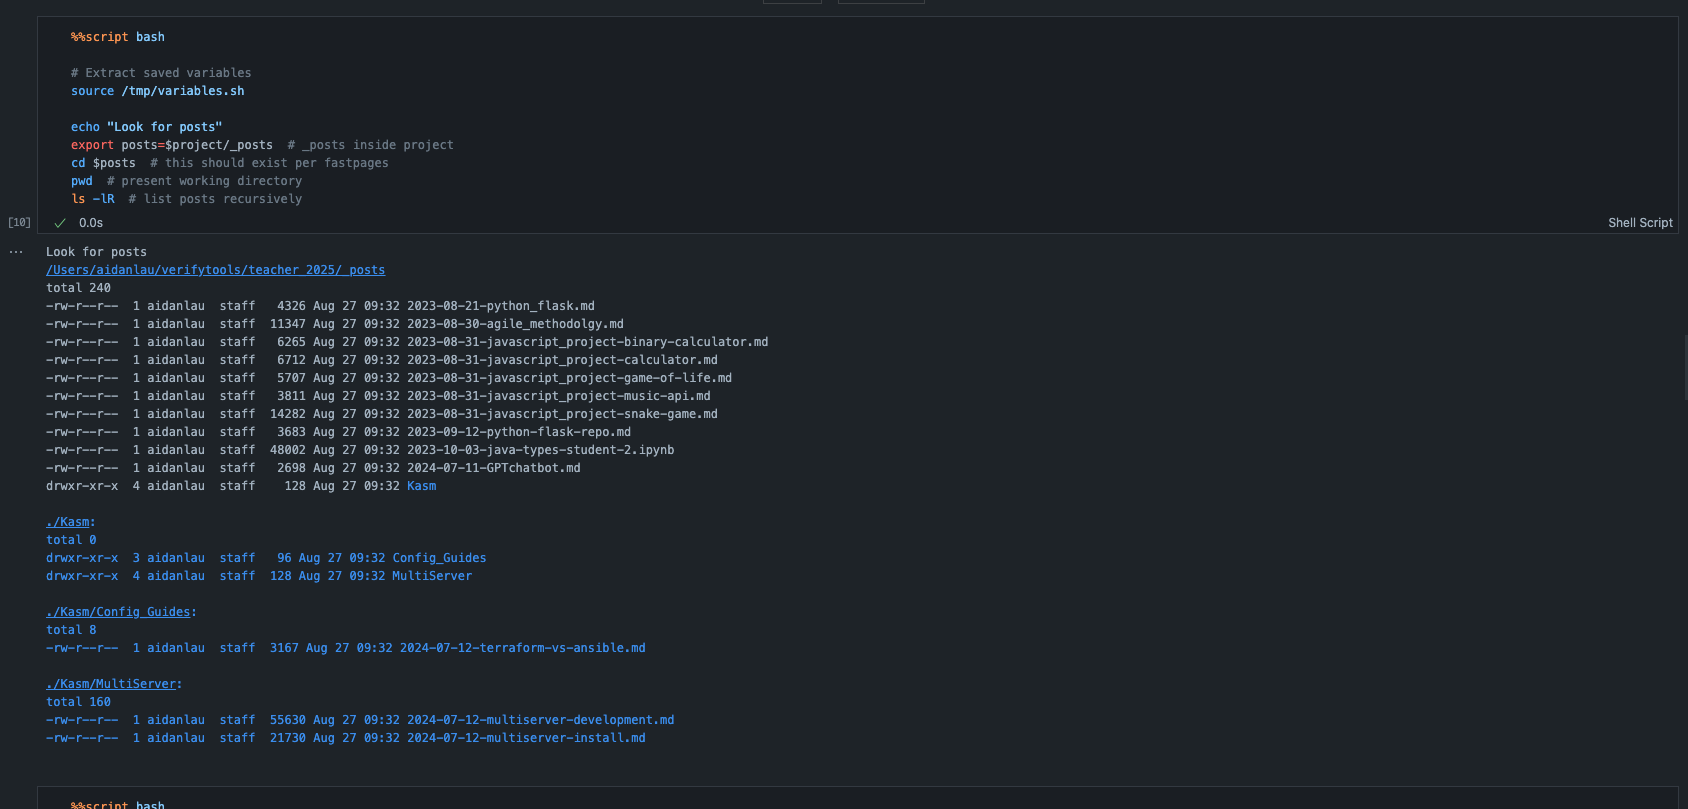 %%script bash
# Extract saved variables
source /tmp/variables.sh
echo "Look for posts"
export posts=$project/_posts  # _posts inside project
cd $posts  # this should exist per fastpages
pwd  # present working directory
ls -lR  # list posts recursively
[10] ✓ 0.0s Shell Script
... Look for posts
/Users/aidanlau/verifytools/teacher_2025/_posts
total 240
-rw-r--r--  1 aidanlau  staff   4326 Aug 27 09:32 2023-08-21-python_flask.md
-rw-r--r--  1 aidanlau  staff  11347 Aug 27 09:32 2023-08-30-agile_methodolgy.md
-rw-r--r--  1 aidanlau  staff   6265 Aug 27 09:32 2023-08-31-javascript_project-binary-calculator.md
-rw-r--r--  1 aidanlau  staff   6712 Aug 27 09:32 2023-08-31-javascript_project-calculator.md
-rw-r--r--  1 aidanlau  staff   5707 Aug 27 09:32 2023-08-31-javascript_project-game-of-life.md
-rw-r--r--  1 aidanlau  staff   3811 Aug 27 09:32 2023-08-31-javascript_project-music-api.md
-rw-r--r--  1 aidanlau  staff  14282 Aug 27 09:32 2023-08-31-javascript_project-snake-game.md
-rw-r--r--  1 aidanlau  staff   3683 Aug 27 09:32 2023-09-12-python-flask-repo.md
-rw-r--r--  1 aidanlau  staff  48002 Aug 27 09:32 2023-10-03-java-types-student-2.ipynb
-rw-r--r--  1 aidanlau  staff   2698 Aug 27 09:32 2024-07-11-GPTchatbot.md
drwxr-xr-x  4 aidanlau  staff    128 Aug 27 09:32 Kasm
./Kasm:
total 0
drwxr-xr-x  3 aidanlau  staff   96 Aug 27 09:32 Config_Guides
drwxr-xr-x  4 aidanlau  staff  128 Aug 27 09:32 MultiServer
./Kasm/Config_Guides:
total 8
-rw-r--r--  1 aidanlau  staff  3167 Aug 27 09:32 2024-07-12-terraform-vs-ansible.md
./Kasm/MultiServer:
total 160
-rw-r--r--  1 aidanlau  staff  55630 Aug 27 09:32 2024-07-12-multiserver-development.md
-rw-r--r--  1 aidanlau  staff  21730 Aug 27 09:32 2024-07-12-multiserver-install.md
%%script bash